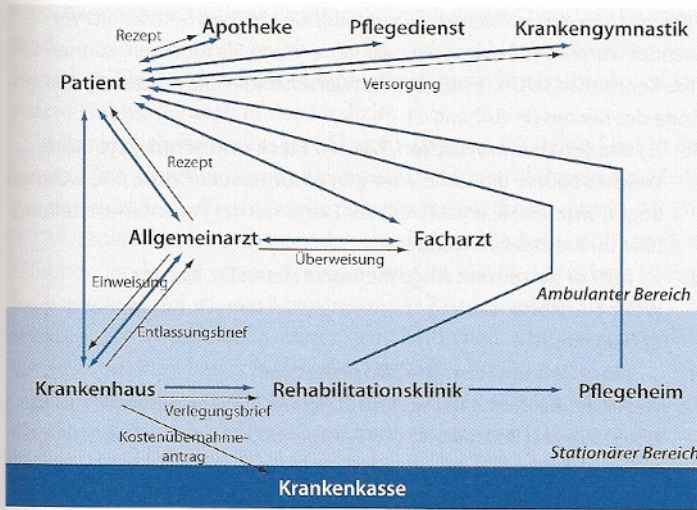 Rezept
Apotheke
Pflegedienst
Krankengymnastik
Patient
Versorgung
Rezept
Allgemeinarzt
Facharzt
Überweisung
Einweisung
Ambulanter Bereich
Entlassungsbrief
Krankenhaus
Rehabilitationsklinik
Pflegeheim
Verlegungsbrief
Kostenübernahme-
antrag
Stationärer Bereich
Krankenkasse